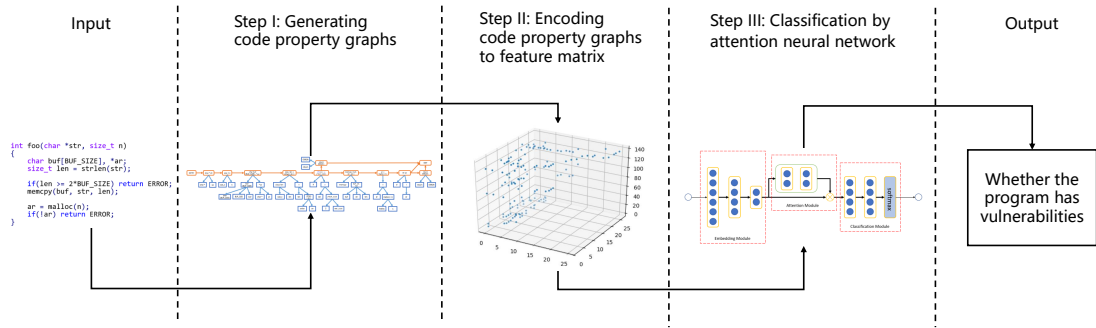 Input
Step I: Generating
code property graphs
Step II: Encoding
code property graphs
to feature matrix
Step III: Classification by
attention neural network
Output
int foo(char *str, size_t n)
{
char buf[BUF_SIZE], *ar;
size_t len = strlen(str);
if(len >= 2*BUF_SIZE) return ERROR;
memcpy(buf, str, len);
ar = malloc(n);
if(!ar) return ERROR;
}
140
120
100
80
60
40
20
0
0
5
10
15
20
25
0
5
10
15
20
25
Embedding Module
Attention Module
Classification Module
softmax
Whether the
program has
vulnerabilities